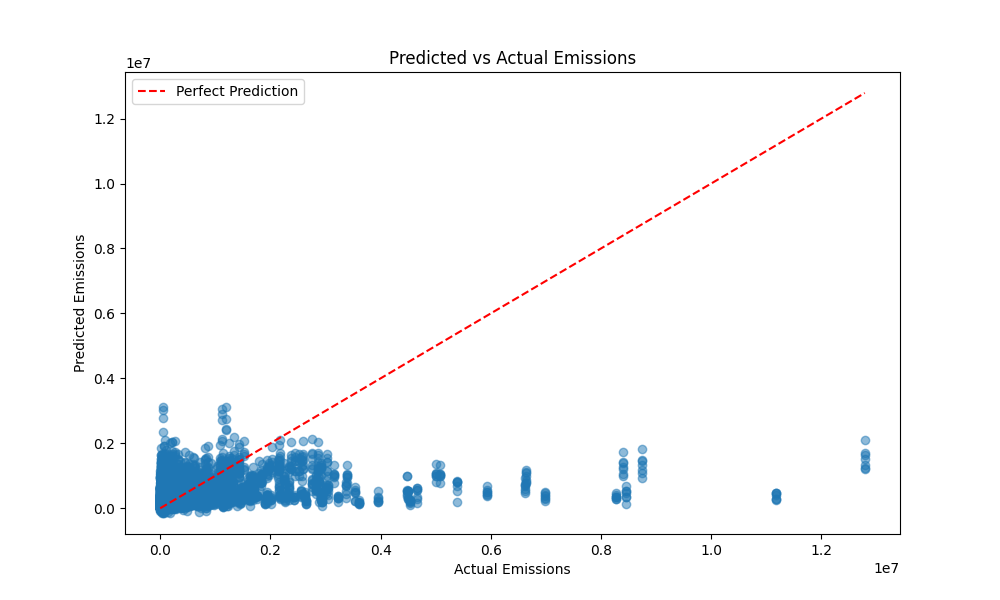 Predicted vs Actual Emissions
1e7
Perfect Prediction
1.2
1.0
0.8
0.6
0.4
0.2
0.0
Predicted Emissions
0.0 0.2 0.4 0.6 0.8 1.0 1.2
Actual Emissions
1e7